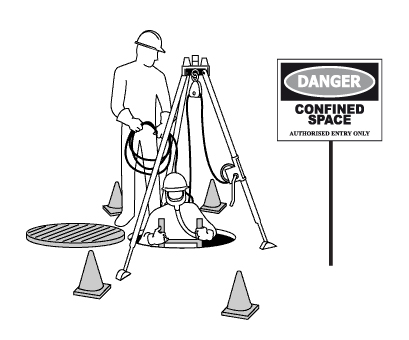 DANGER
CONFINED
SPACE
AUTHORISED ENTRY ONLY